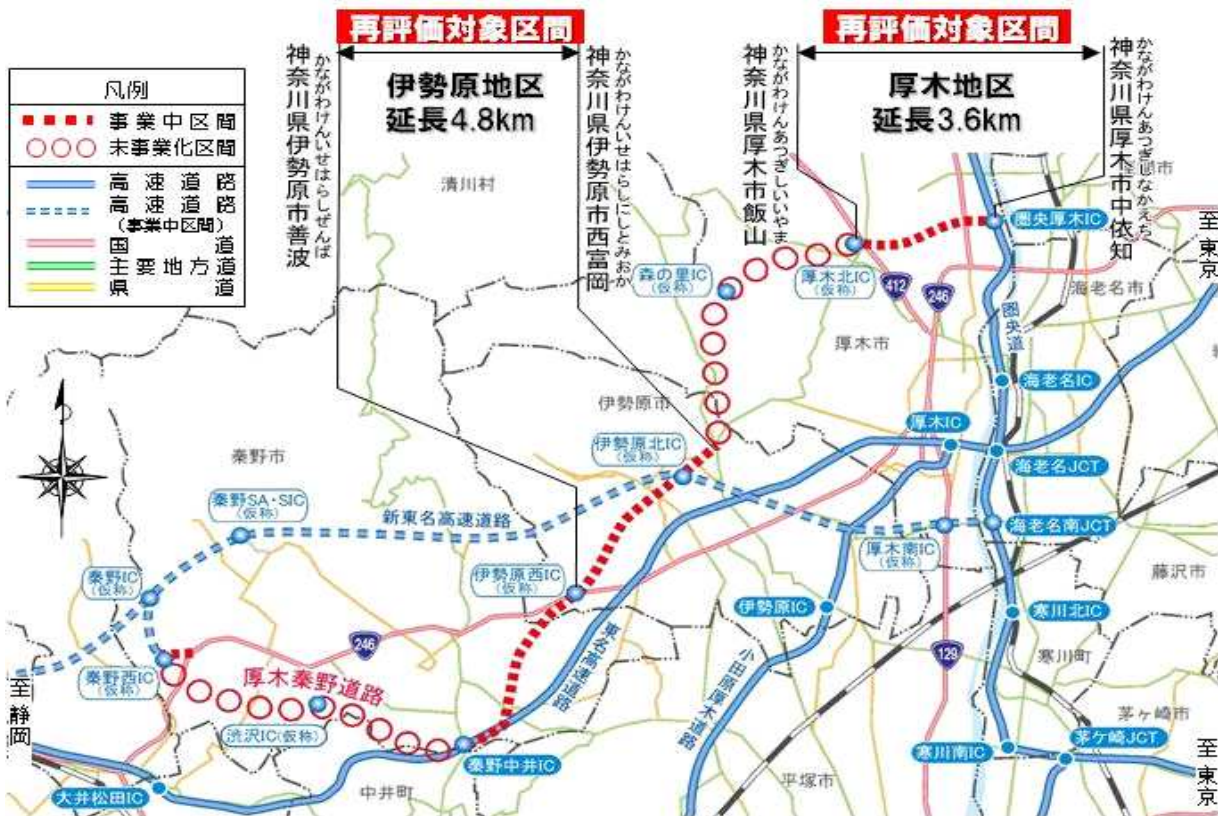 再評価対象区間
再評価対象区間
神奈川県伊勢原市善波
かながわけんいせはらしぜんば
伊勢原地区
延長4.8km
神奈川県伊勢原市西富岡
かながわけんいせはらしにしとみおか
神奈川県厚木市飯山
かながわけんあつぎしいいやま
厚木地区
延長3.6km
神奈川県厚木市中依知
かながわけんあつぎしなかえち
凡例
事業中区間
未事業化区間
高速道路
高速道路
(事業中区間)
国道
主要地方道
県道
清川村
圏央厚木IC
至東京
森の里IC
(仮称)
厚木北IC
(仮称)
412
246
海老名市
圏央道
厚木市
海老名IC
伊勢原市
厚木IC
伊勢原北IC
(仮称)
海老名JCT
秦野市
秦野SA・SIC
(仮称)
新東名高速道路
海老名南JCT
厚木南IC
(仮称)
秦野IC
(仮称)
伊勢原西IC
(仮称)
藤沢市
伊勢原IC
寒川北IC
246
東名高速道路
小田原厚木道路
129
寒川町
秦野西IC
(仮称)
厚木秦野道路
至静岡
渋沢IC(仮称)
茅ヶ崎市
茅ヶ崎JCT
寒川南IC
秦野中井IC
至東京
大井松田IC
中井町
平塚市